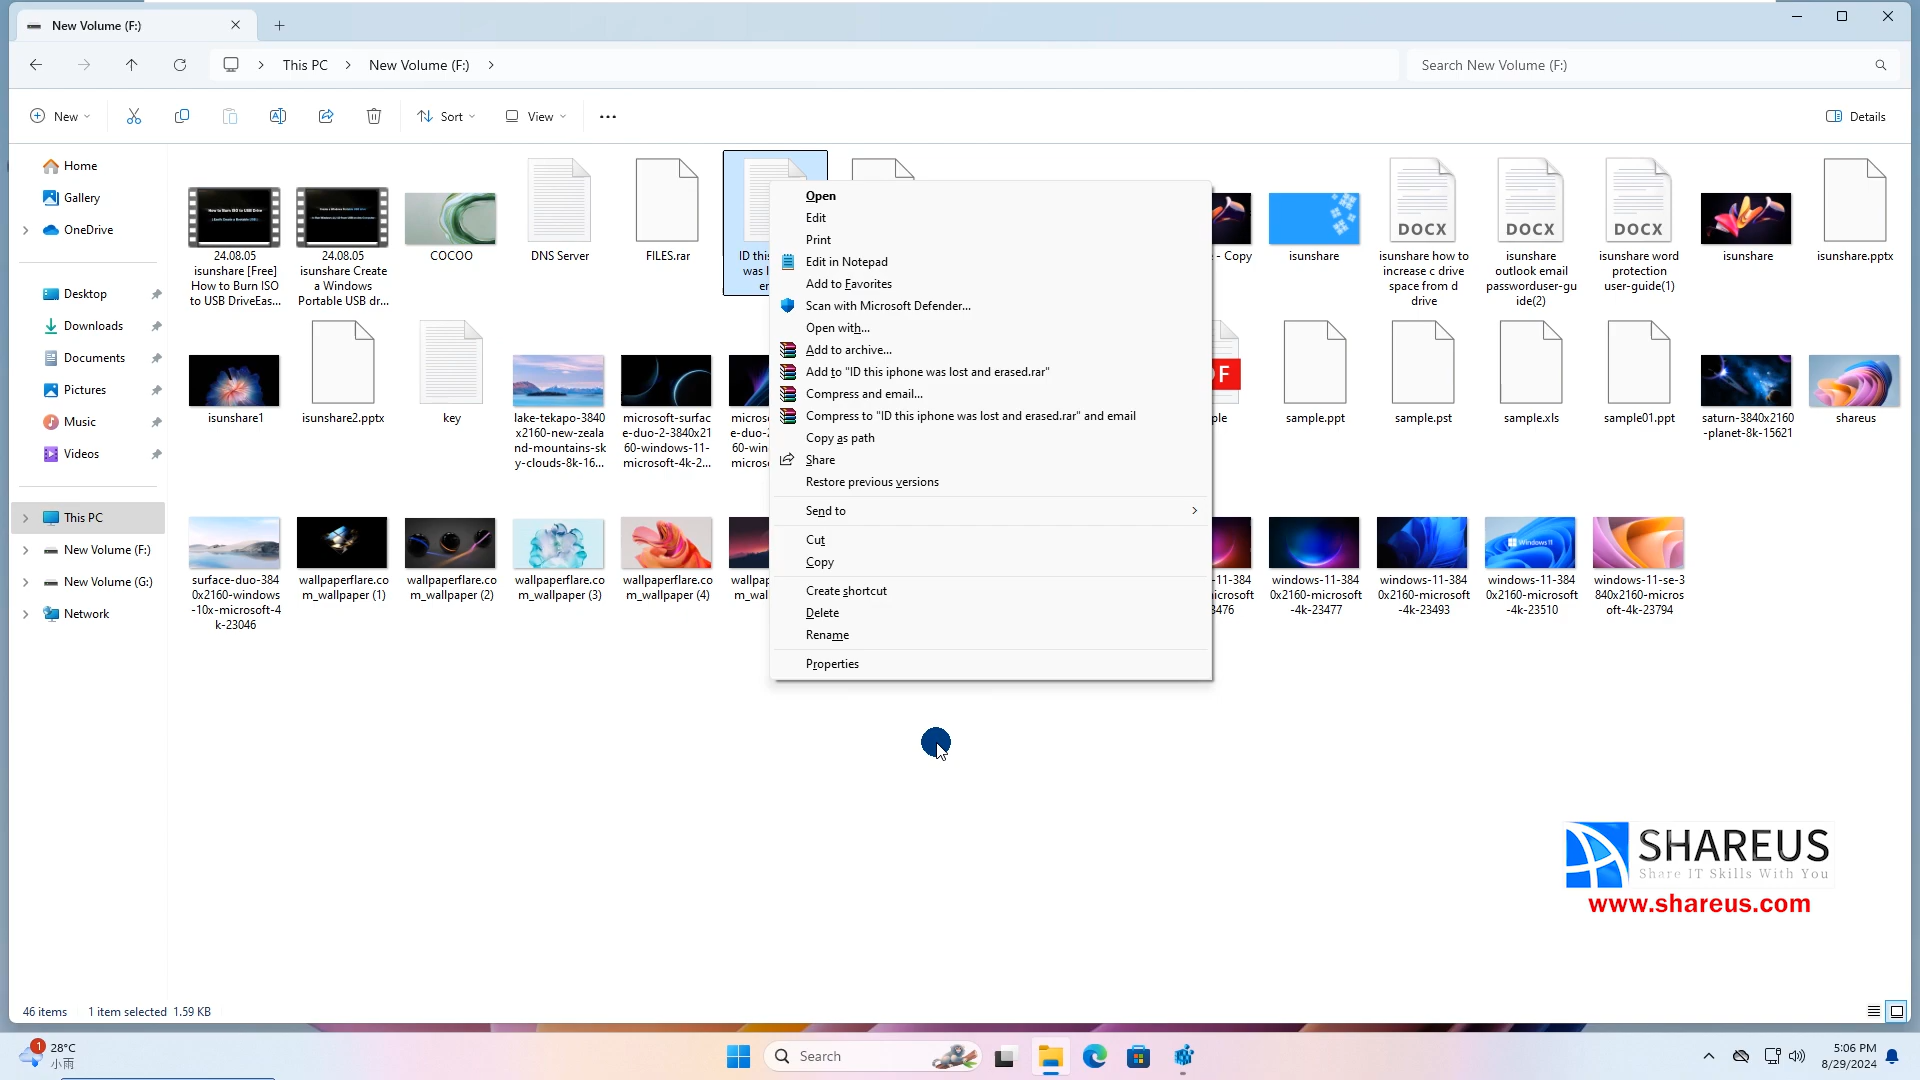 New Volume (F:)
This PC
New Volume (F:)
Search New Volume (F:)
New
Sort
View
Details
Home
Gallery
OneDrive
Desktop
Downloads
Documents
Pictures
Music
Videos
This PC
New Volume (F:)
New Volume (G:)
Network
24.08.05
isunshare [Free]
How to Burn ISO
to USB DriveEas...
24.08.05
isunshare Create
a Windows
Portable USB dr...
COCOO
DNS Server
FILES.rar
ID this
- Copy
isunshare
DOCX
isunshare how to
increase c drive
space from d
drive
DOCX
isunshare
outlook email
passworduser-gu
ide(2)
DOCX
isunshare word
protection
user-guide(1)
isunshare
isunshare.pptx
Open
Edit
Print
Edit in Notepad
Add to Favorites
Scan with Microsoft Defender...
Open with...
Add to archive...
Add to "ID this iphone was lost and erased.rar"
Compress and email...
Compress to "ID this iphone was lost and erased.rar" and email
Copy as path
Share
Restore previous versions
Send to
Cut
Copy
Create shortcut
Delete
Rename
Properties
isunshare1
isunshare2.pptx
key
lake-tekapo-3840
x2160-new-zeala
nd-mountains-sk
y-clouds-8k-16...
microsoft-surfac
e-duo-2-3840x21
60-windows-11-
microsoft-4k-2...
sample.ppt
sample.pst
sample.xls
sample01.ppt
saturn-3840x2160
-planet-8k-15621
shareus
surface-duo-384
0x2160-windows
-10x-microsoft-4
k-23046
wallpaperflare.co
m_wallpaper (1)
wallpaperflare.co
m_wallpaper (2)
wallpaperflare.co
m_wallpaper (3)
wallpaperflare.co
m_wallpaper (4)
windows-11-384
0x2160-microsoft
-4k-23477
windows-11-384
0x2160-microsoft
-4k-23493
Windows 11
windows-11-384
0x2160-microsoft
-4k-23510
windows-11-se-3
840x2160-micros
oft-4k-23794
SHAREUS
Share IT Skills With You
www.shareus.com
46 items
1 item selected 1.59 KB
1
28°C
小雨
Search
5:06 PM
8/29/2024